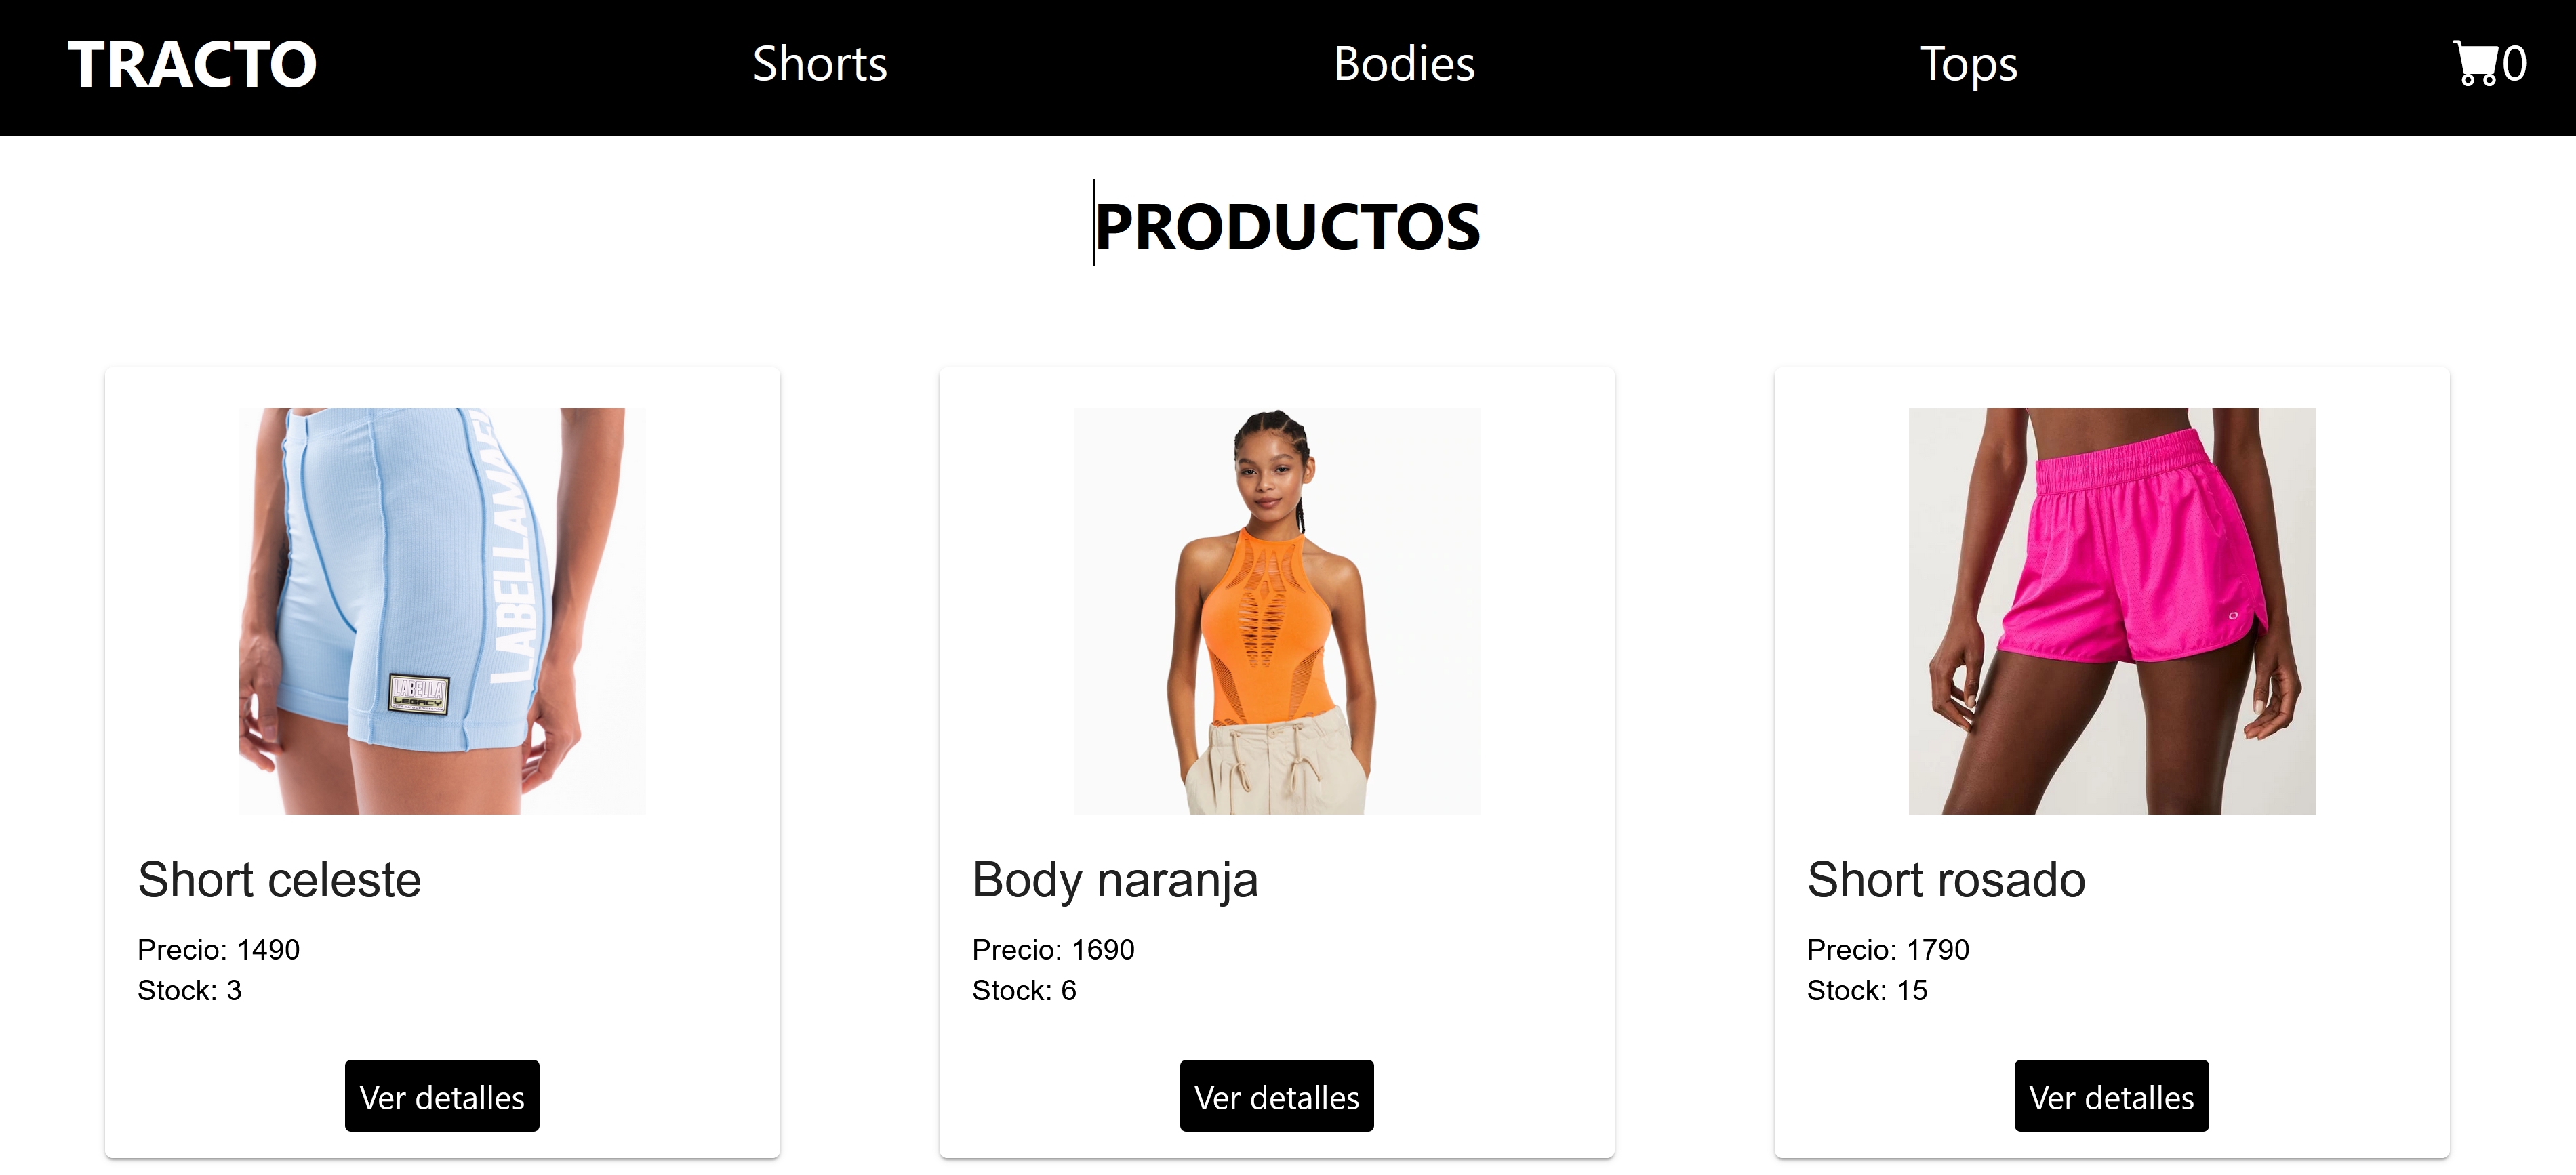 TRACTO
Shorts
Bodies
Tops
0
PRODUCTOS
LABELLAMAFI
LABELLA
LEGACY
Short celeste
Precio: 1490
Stock: 3
Ver detalles
Body naranja
Precio: 1690
Stock: 6
Ver detalles
Short rosado
Precio: 1790
Stock: 15
Ver detalles